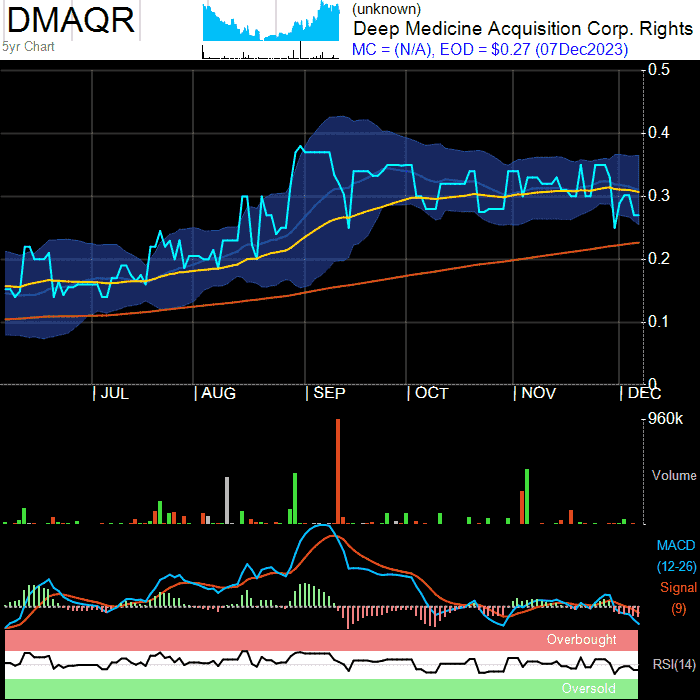 DMAQR
5yr Chart
(unknown)
Deep Medicine Acquisition Corp. Rights
MC = (N/A), EOD = $0.27 (07Dec2023)
0.5
0.4
0.3
0.2
0.1
0
JUL AUG SEP OCT NOV DEC
960k
Volume
MACD
(12-26)
Signal
(9)
Overbought
RSI(14)
Oversold